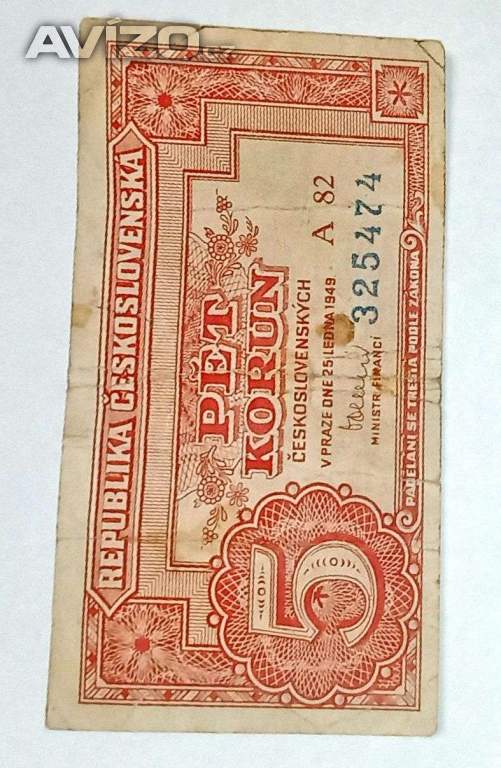 AVÍZO.cz
REPUBLIKA ČESKOSLOVENSKÁ
5
PĚT
KORUN
ČESKOSLOVENSKÝCH
V PRAZE DNE 25. LEDNA 1949
A 82
325474
MINISTR FINANCÍ
PADĚLÁNÍ SE TRESTÁ PODLE ZÁKONA